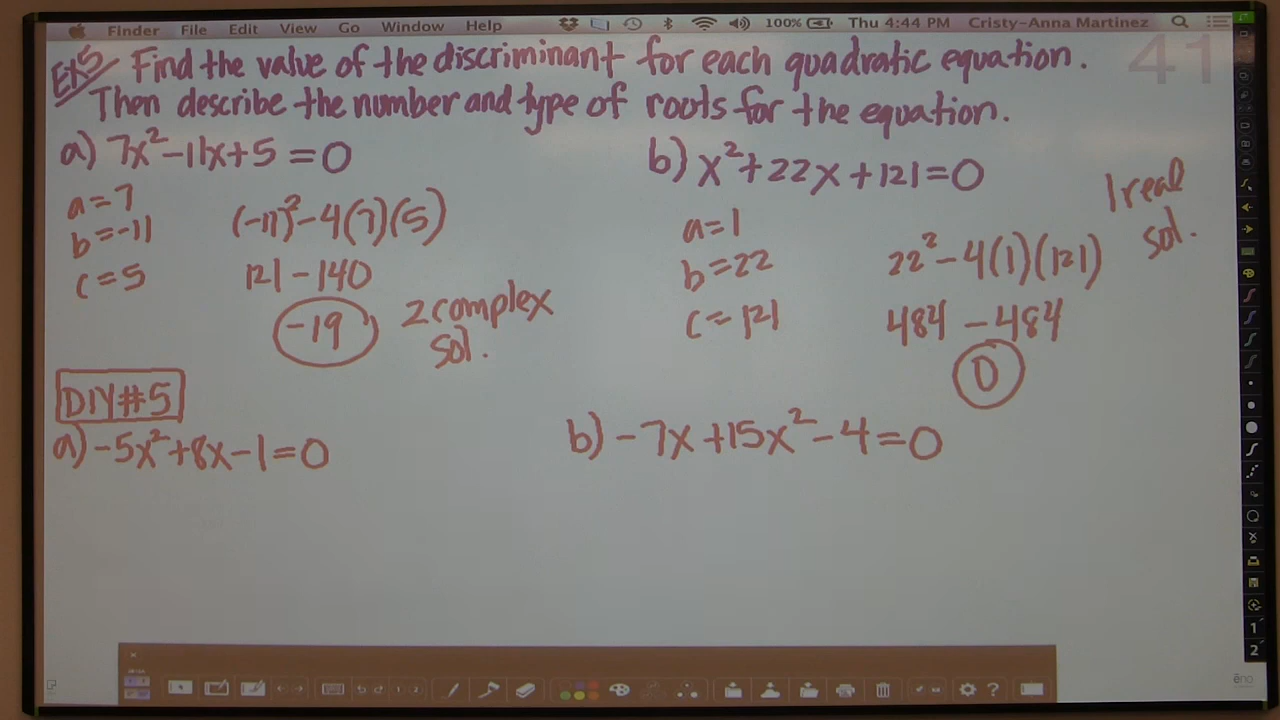 Finder File Edit View Go Window Help 100% Thu 4:44 PM Cristy-Anna Martinez
41
Ex5 Find the value of the discriminant for each quadratic equation.
Then describe the number and type of roots for the equation.
a) 7x²-11x+5=0
a=7
b=-11
c=5
(-11)²-4(7)(5)
121-140
-19
2 complex
sol.
b) x²+22x+121=0
a=1
b=22
c=121
22²-4(1)(121)
484-484
0
1 real
sol.
DIY#5
a) -5x²+8x-1=0
b) -7x+15x²-4=0
1
2
eno